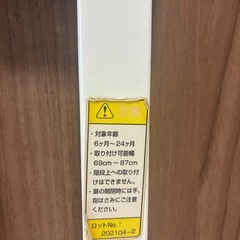 ・対象年齢
6ヶ月〜24ヶ月
・取り付け可能幅
69cm〜87cm
・階段上への取り付
けはできません。
・扉の開閉時には手、
指はさみにご注意
ください。
ロットNo.:
202104-2